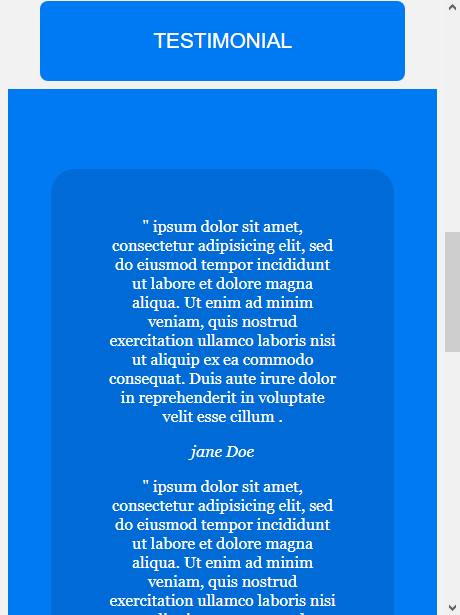 TESTIMONIAL
" ipsum dolor sit amet,
consectetur adipisicing elit, sed
do eiusmod tempor incididunt
ut labore et dolore magna
aliqua. Ut enim ad minim
veniam, quis nostrud
exercitation ullamco laboris nisi
ut aliquip ex ea commodo
consequat. Duis aute irure dolor
in reprehenderit in voluptate
velit esse cillum .
jane Doe
" ipsum dolor sit amet,
consectetur adipisicing elit, sed
do eiusmod tempor incididunt
ut labore et dolore magna
aliqua. Ut enim ad minim
veniam, quis nostrud
exercitation ullamco laboris nisi